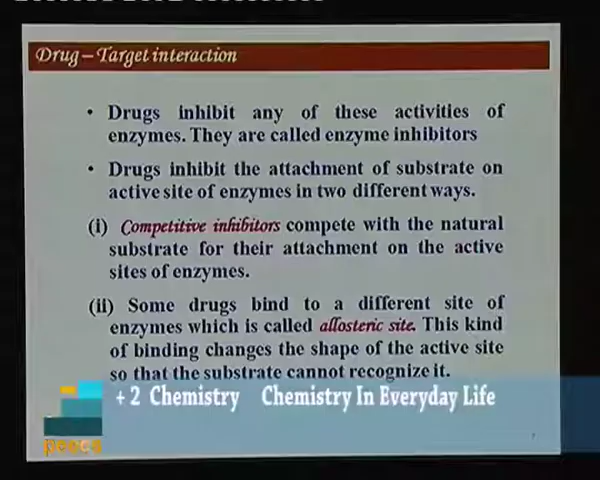 Drug – Target interaction
• Drugs inhibit any of these activities of
enzymes. They are called enzyme inhibitors
• Drugs inhibit the attachment of substrate on
active site of enzymes in two different ways.
(i) Competitive inhibitors compete with the natural
substrate for their attachment on the active
sites of enzymes.
(ii) Some drugs bind to a different site of
enzymes which is called allosteric site. This kind
of binding changes the shape of the active site
so that the substrate cannot recognize it.
+ 2 Chemistry Chemistry In Everyday Life